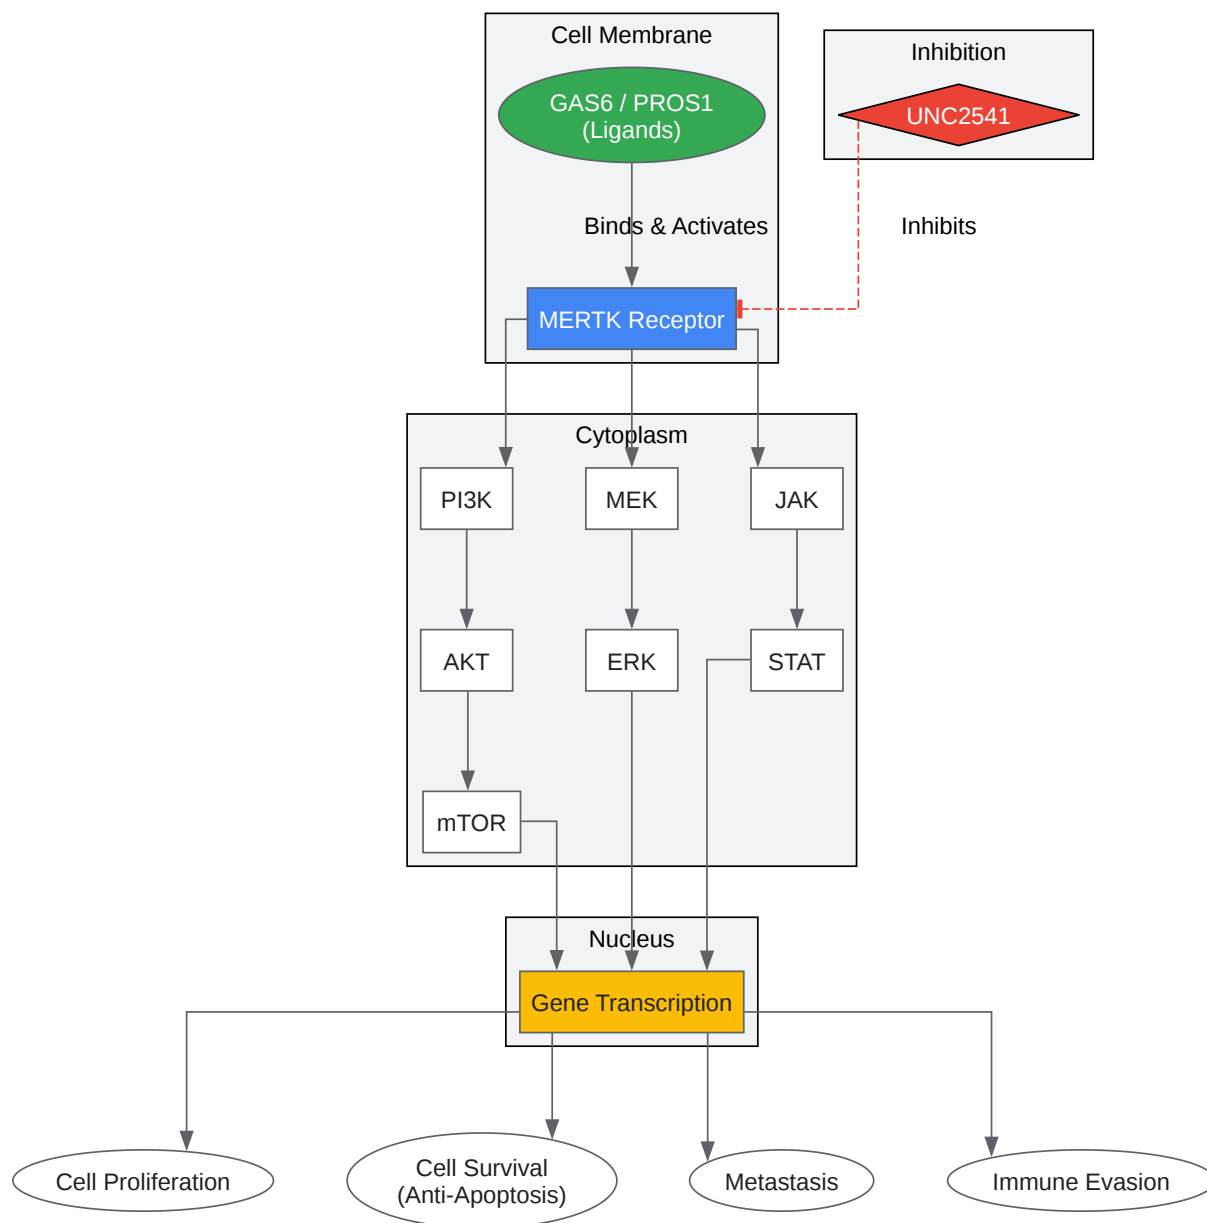 Cell Membrane
Inhibition
GAS6 / PROS1
(Ligands)
UNC2541
Binds & Activates
Inhibits
MERTK Receptor
Cytoplasm
PI3K
MEK
JAK
AKT
ERK
STAT
mTOR
Nucleus
Gene Transcription
Cell Proliferation
Cell Survival
(Anti-Apoptosis)
Metastasis
Immune Evasion